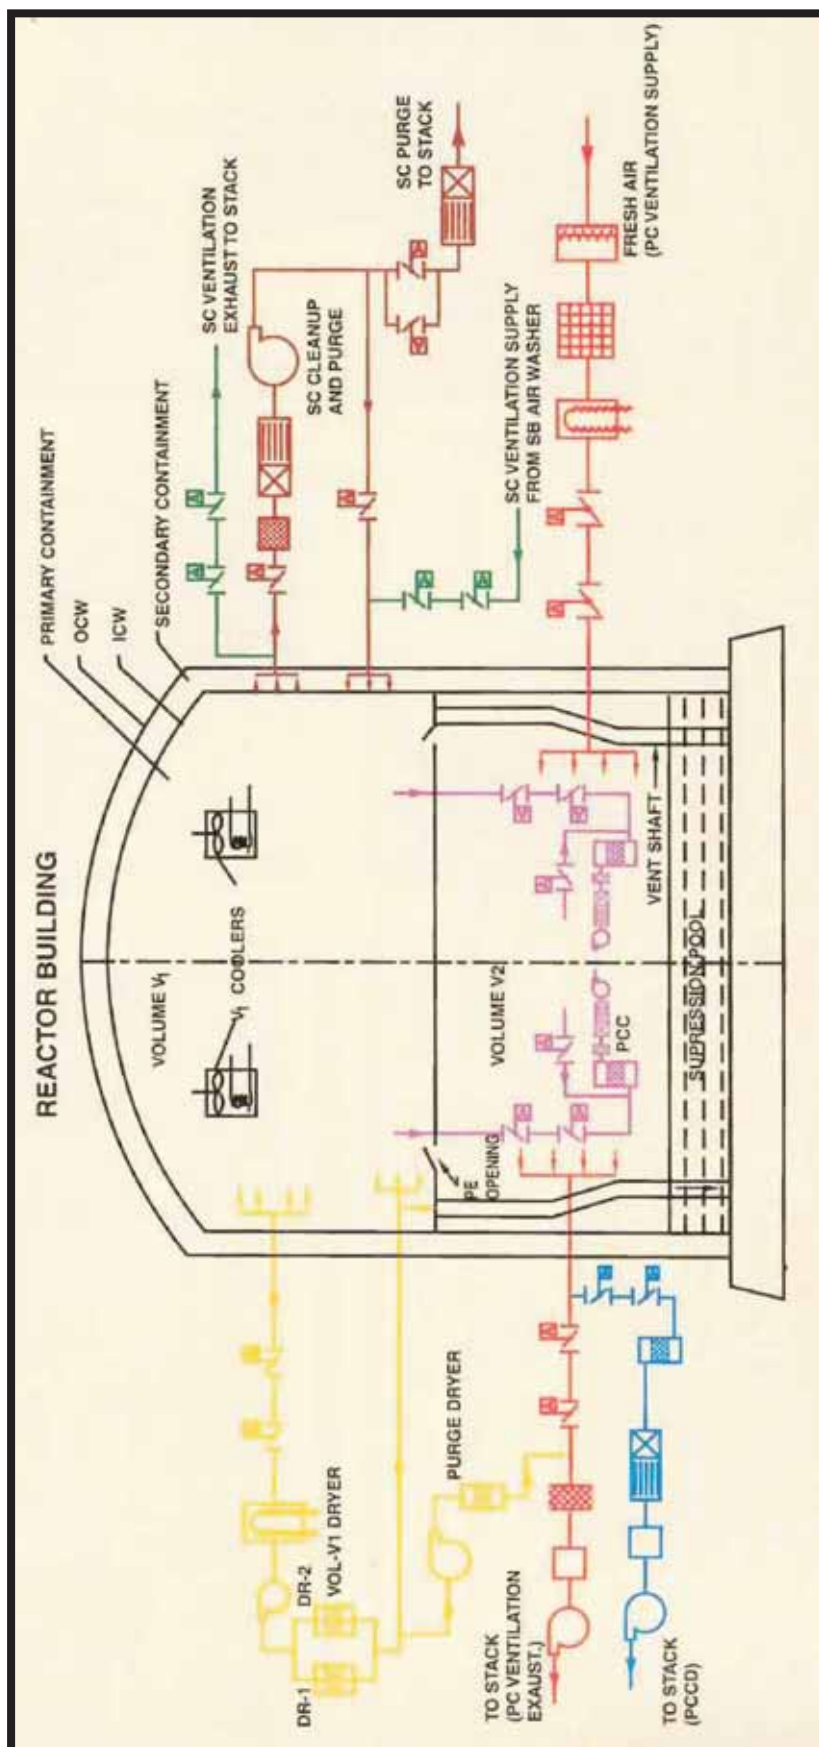 REACTOR BUILDING
PRIMARY CONTAINMENT
OCW
ICW
SECONDARY CONTAINMENT
SC VENTILATION
EXHAUST TO STACK
SC CLEANUP
AND PURGE
SC PURGE
TO STACK
SC VENTILATION SUPPLY
FROM SB AIR WASHER
FRESH AIR
(PC VENTILATION SUPPLY)
VOLUME V1
V1 COOLERS
VOLUME V2
PCC
VENT SHAFT
SUPRESSION POOL
PE
OPENING
DR-1
DR-2
VOL-V1 DRYER
PURGE DRYER
TO STACK
(PC VENTILATION
EXAUST.)
TO STACK
(PCCD)